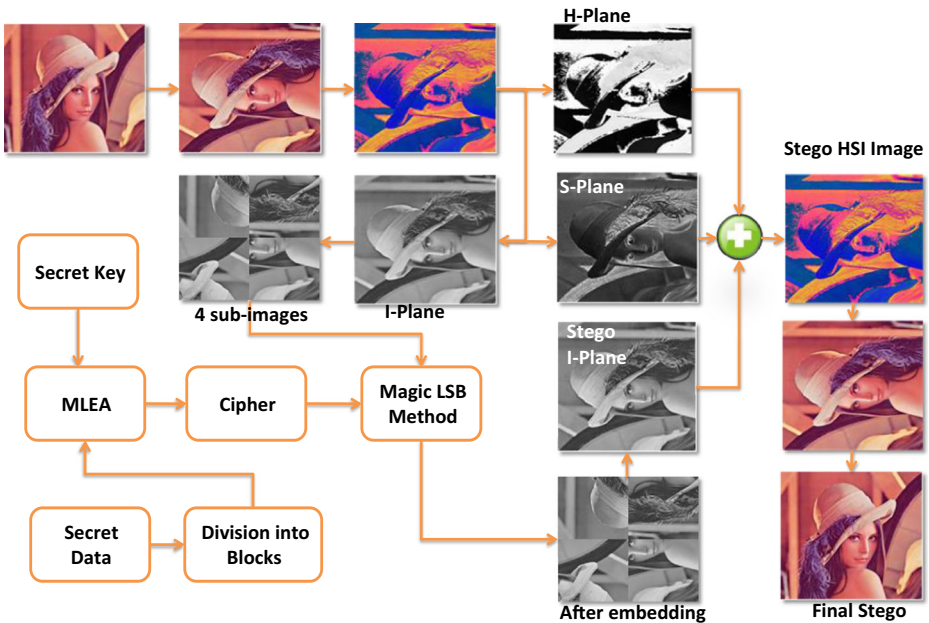 H-Plane
Stego HSI Image
S-Plane
Secret Key
4 sub-images
I-Plane
Stego
I-Plane
MLEA
Cipher
Magic LSB
Method
Secret
Data
Division into
Blocks
After embedding
Final Stego